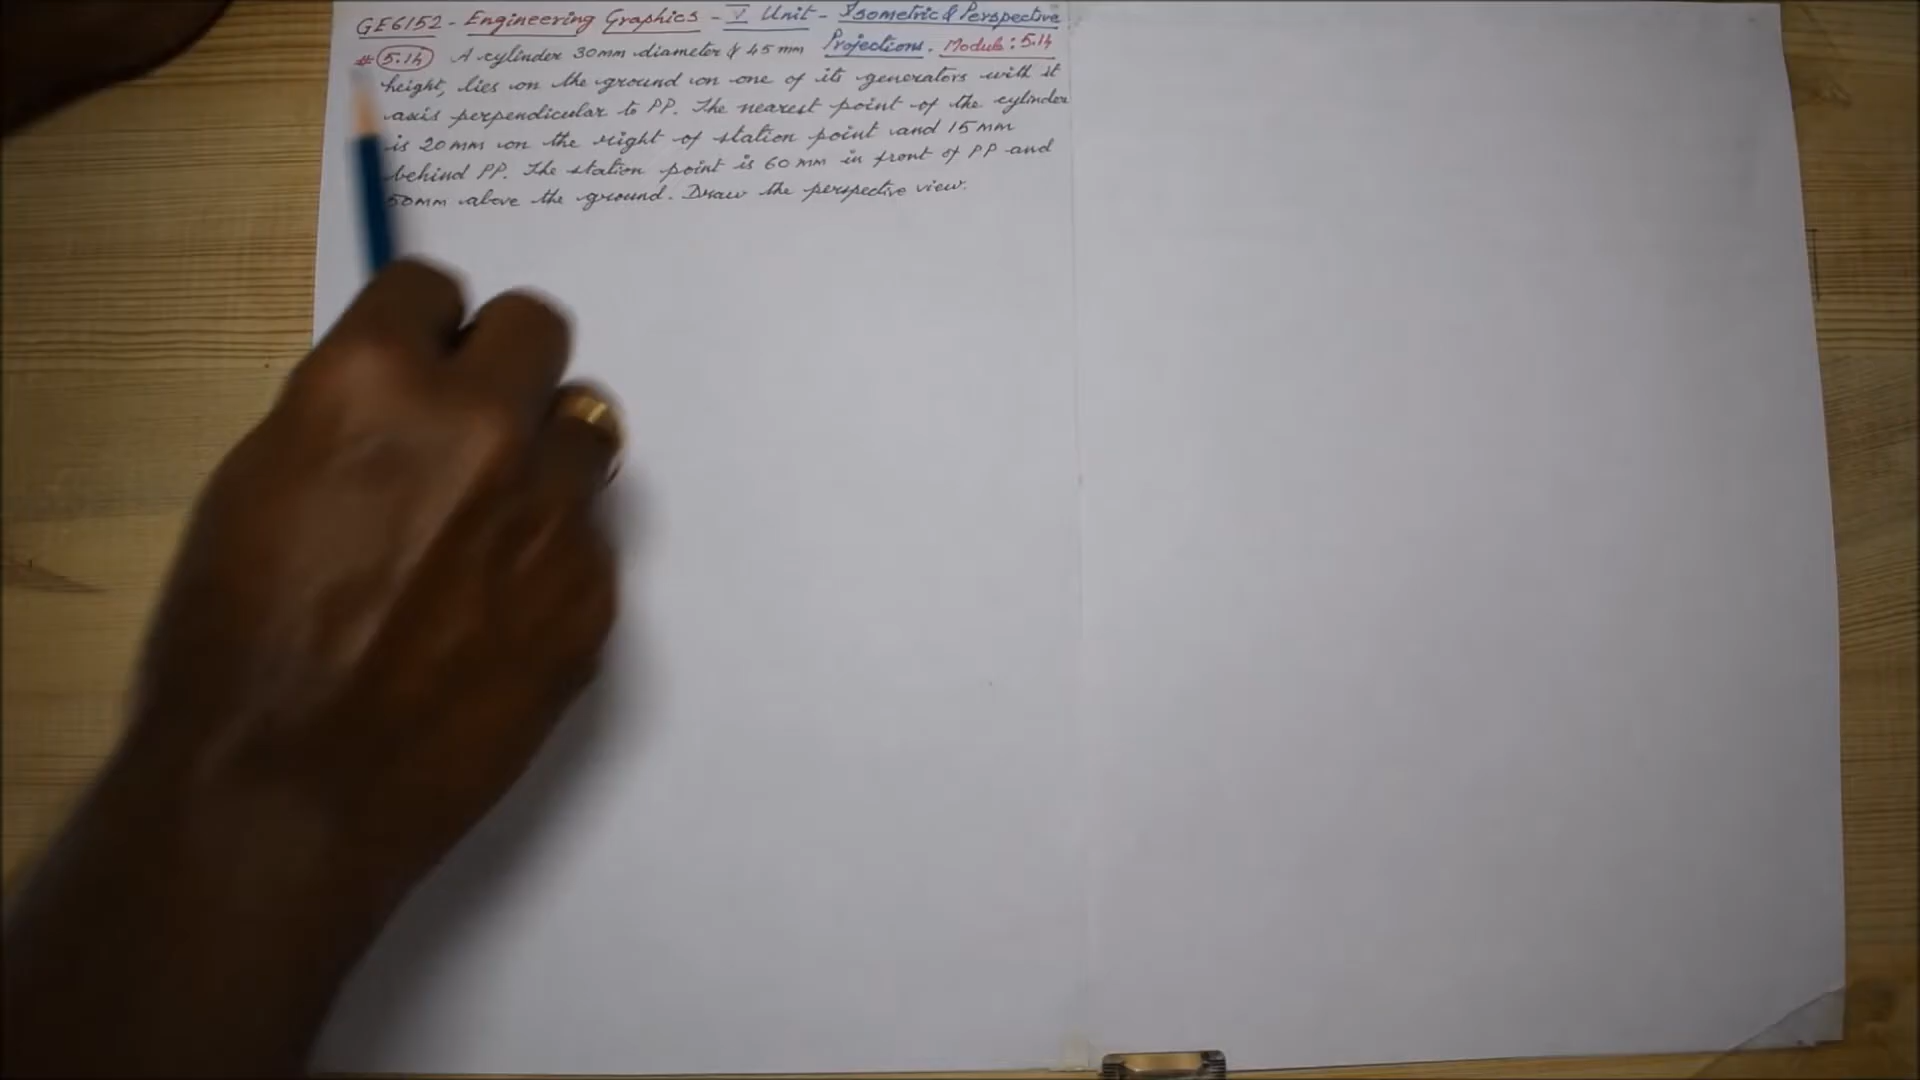 GE6152 - Engineering Graphics - V Unit - Isometric & Perspective
Projections. Module: 5.14
# 5.14 A cylinder 30mm diameter & 45 mm
height, lies on the ground on one of its generators with it
axis perpendicular to PP. The nearest point of the cylinder
is 20mm on the right of station point and 15mm
behind PP. The station point is 60mm in front of PP and
50mm above the ground. Draw the perspective view.